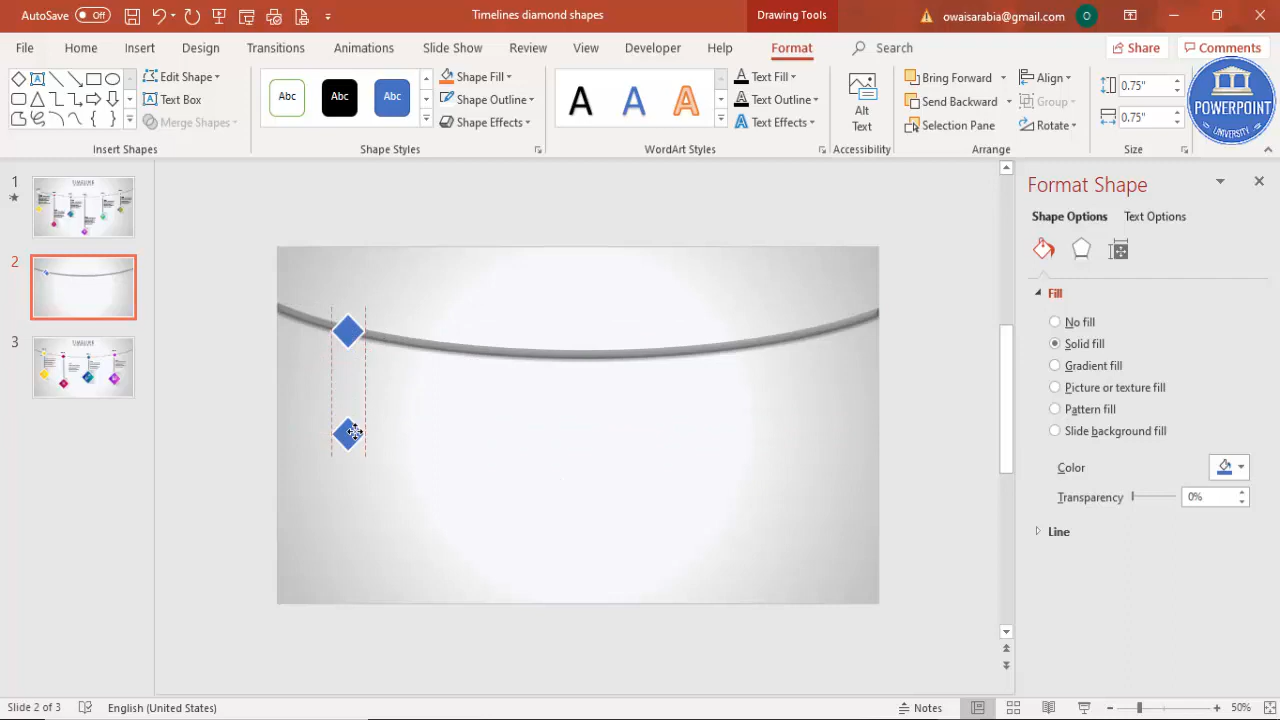 AutoSave Off
Timelines diamond shapes
Drawing Tools
owaisarabia@gmail.com
O
File Home Insert Design Transitions Animations Slide Show Review View Developer Help Format Search
Share Comments
Edit Shape
Text Box
Merge Shapes
Insert Shapes
Abc Abc Abc
Shape Fill
Shape Outline
Shape Effects
Shape Styles
A A A
Text Fill
Text Outline
Text Effects
WordArt Styles
Alt
Text
Accessibility
Bring Forward
Send Backward
Selection Pane
Align
Group
Rotate
Arrange
0.75"
0.75"
Size
POWERPOINT
UNIVERSITY
1
2
3
Format Shape
Shape Options Text Options
Fill
No fill
Solid fill
Gradient fill
Picture or texture fill
Pattern fill
Slide background fill
Color
Transparency 0%
Line
Slide 2 of 3 English (United States) Notes 50%